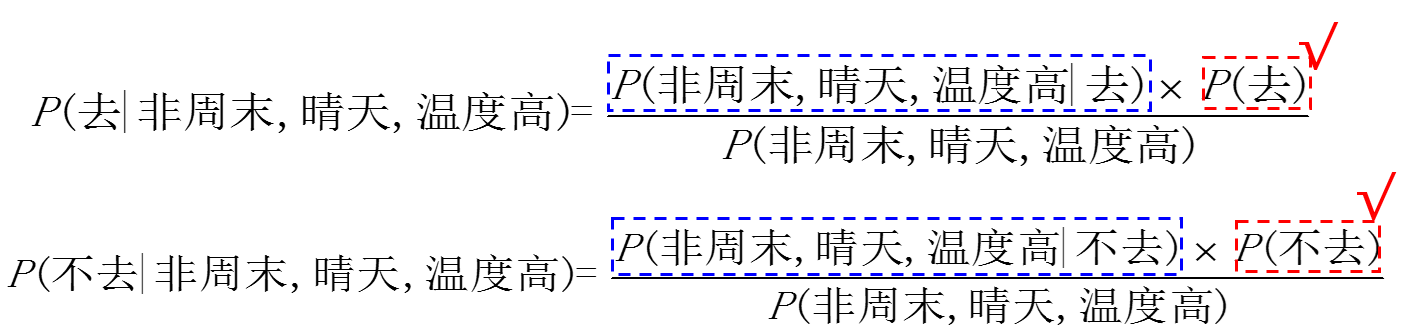 P(非周末,晴天,温度高|去)× P(去)√
P(去|非周末,晴天,温度高)=
P(非周末,晴天,温度高)
P(非周末,晴天,温度高|不去)× P(不去)√
P(不去|非周末,晴天,温度高)=
P(非周末,晴天,温度高)